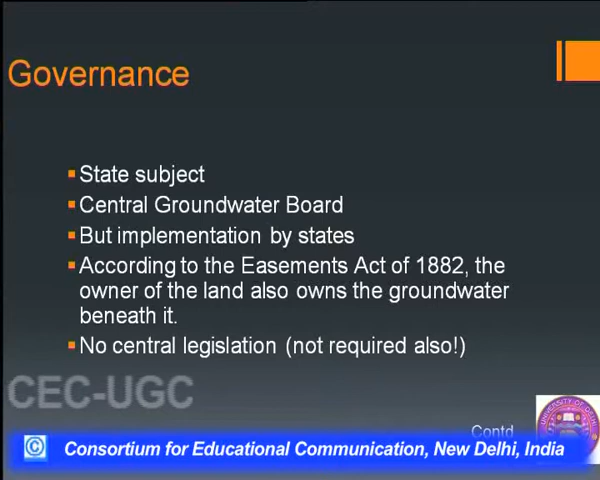 Governance
State subject
Central Groundwater Board
But implementation by states
According to the Easements Act of 1882, the
owner of the land also owns the groundwater
beneath it.
No central legislation (not required also!)
CEC-UGC
Contd
© Consortium for Educational Communication, New Delhi, India